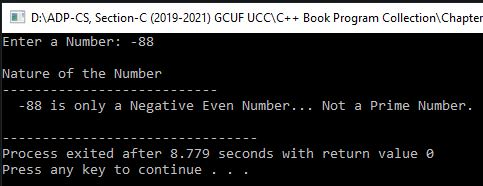 D:\ADP-CS, Section-C (2019-2021) GCUF UCC\C++ Book Program Collection\Chapter
Enter a Number: -88
Nature of the Number
---------------------------
-88 is only a Negative Even Number... Not a Prime Number.
--------------------------------
Process exited after 8.779 seconds with return value 0
Press any key to continue . . .